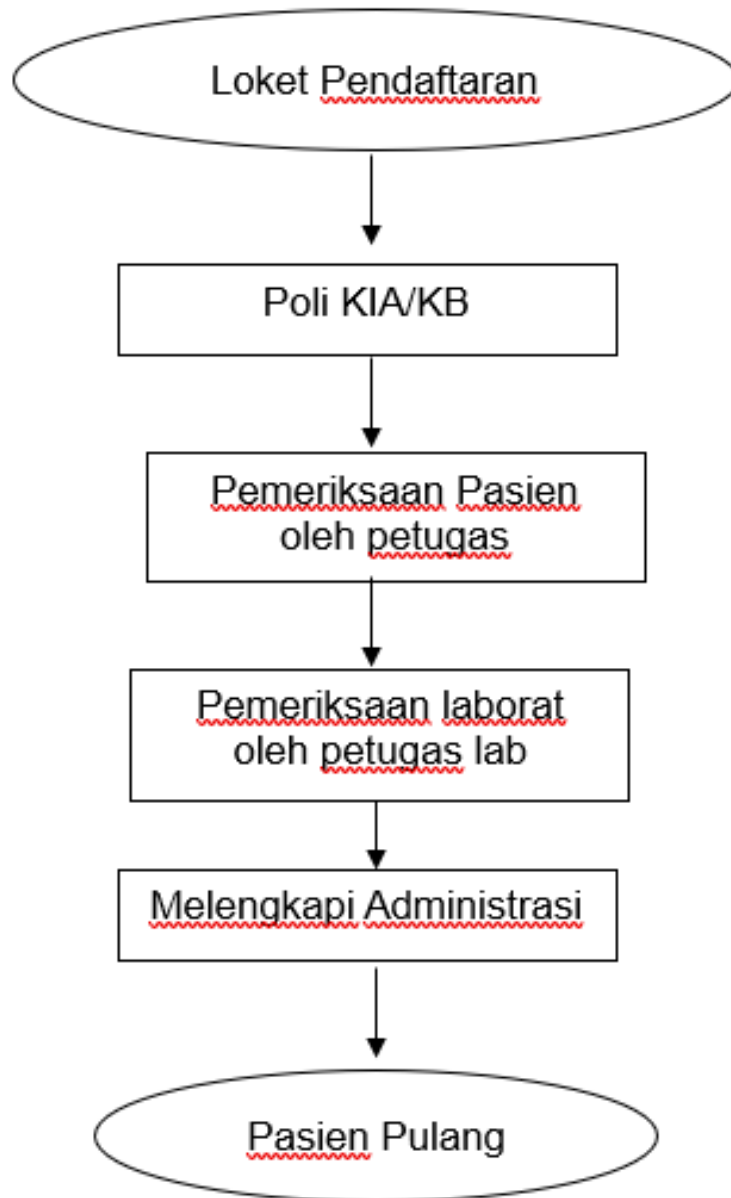 Loket Pendaftaran
Poli KIA/KB
Pemeriksaan Pasien
oleh petugas
Pemeriksaan laborat
oleh petugas lab
Melengkapi Administrasi
Pasien Pulang